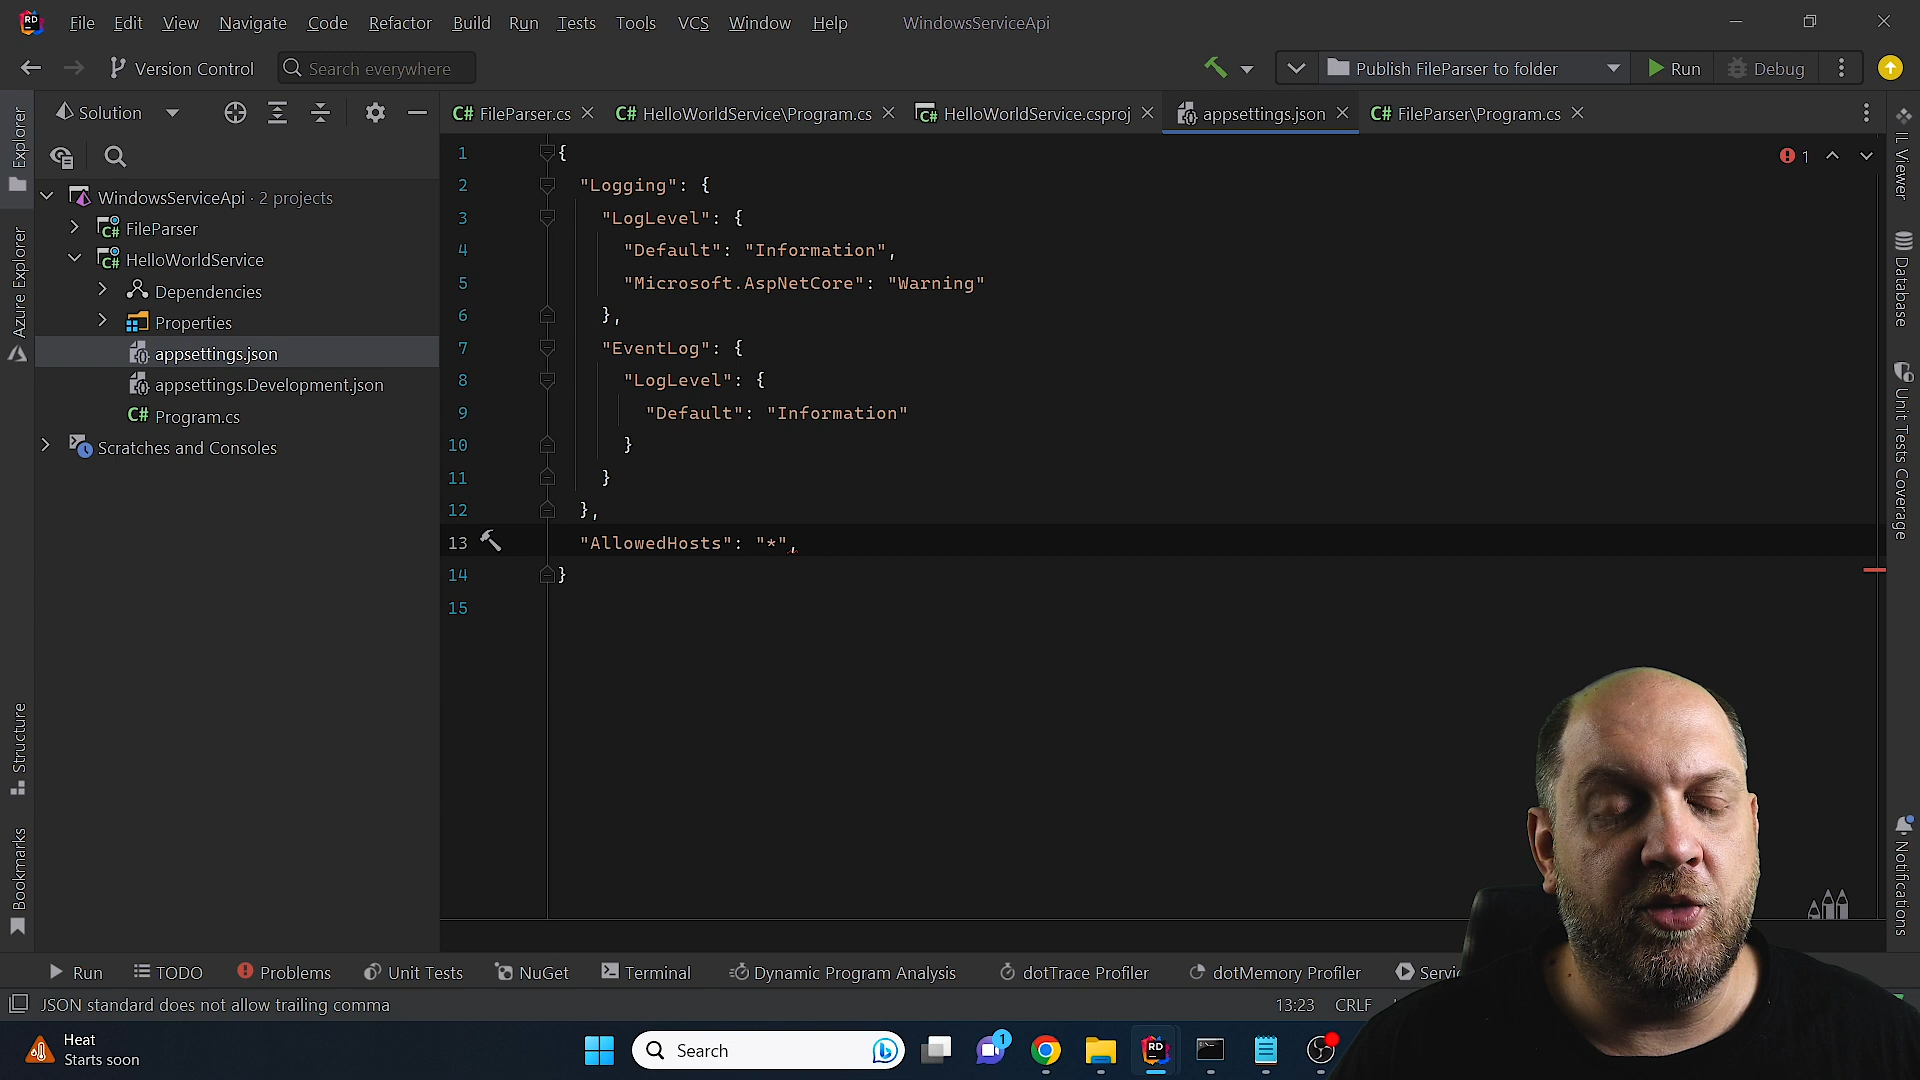 File Edit View Navigate Code Refactor Build Run Tests Tools VCS Window Help WindowsServiceApi
Version Control Search everywhere Publish FileParser to folder Run Debug
Solution
FileParser.cs HelloWorldService\Program.cs HelloWorldService.csproj appsettings.json FileParser\Program.cs
Explorer
Azure Explorer
Structure
Bookmarks
WindowsServiceApi · 2 projects
FileParser
HelloWorldService
Dependencies
Properties
appsettings.json
appsettings.Development.json
C# Program.cs
Scratches and Consoles
1 {
2 "Logging": {
3 "LogLevel": {
4 "Default": "Information",
5 "Microsoft.AspNetCore": "Warning"
6 },
7 "EventLog": {
8 "LogLevel": {
9 "Default": "Information"
10 }
11 }
12 },
13 "AllowedHosts": "*",
14 }
15
1
IL Viewer
Database
Unit Tests Coverage
Notifications
Run TODO Problems Unit Tests NuGet Terminal Dynamic Program Analysis dotTrace Profiler dotMemory Profiler Servi
JSON standard does not allow trailing comma 13:23 CRLF
Heat
Starts soon
Search
1
RD